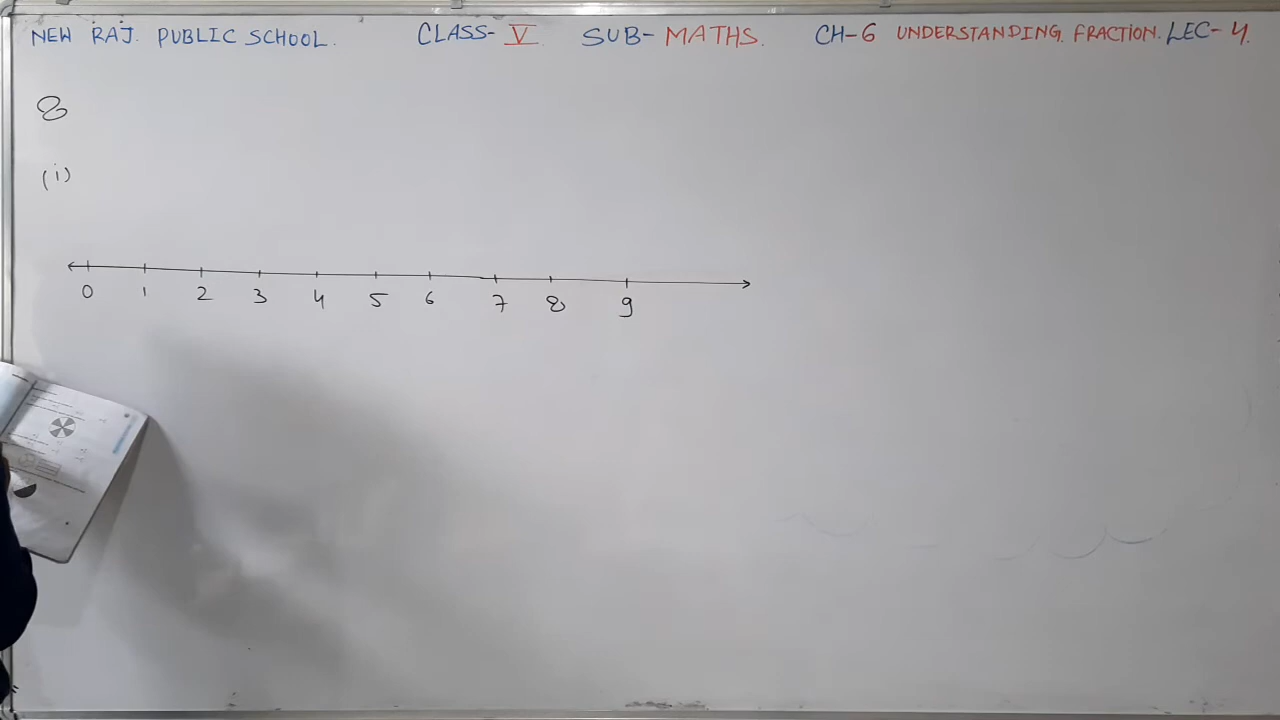 NEW RAJ. PUBLIC SCHOOL. CLASS- V SUB- MATHS. CH-6 UNDERSTANDING. FRACTION. LEC- 4.
8
(i)
0 1 2 3 4 5 6 7 8 9